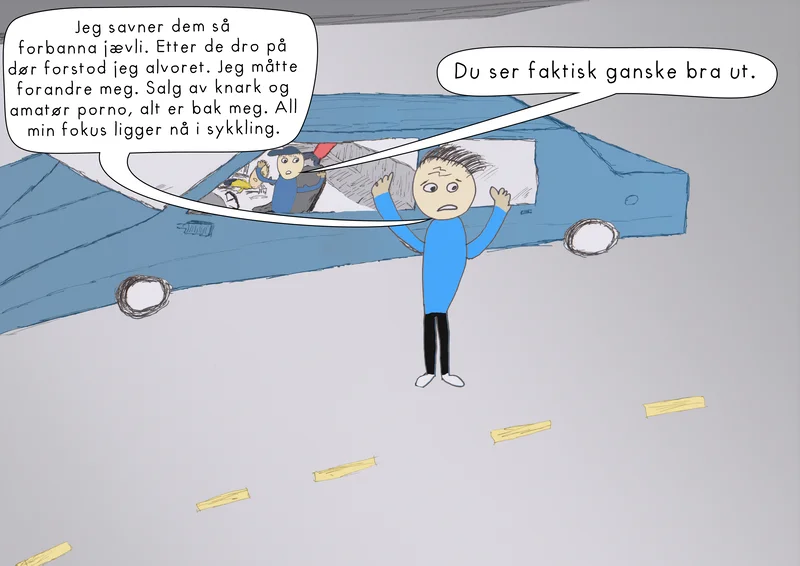 Jeg savner dem så
forbanna jævli. Etter de dro på
dør forstod jeg alvoret. Jeg måtte
forandre meg. Salg av knark og
amatør porno, alt er bak meg. All
min fokus ligger nå i sykkling.
Du ser faktisk ganske bra ut.